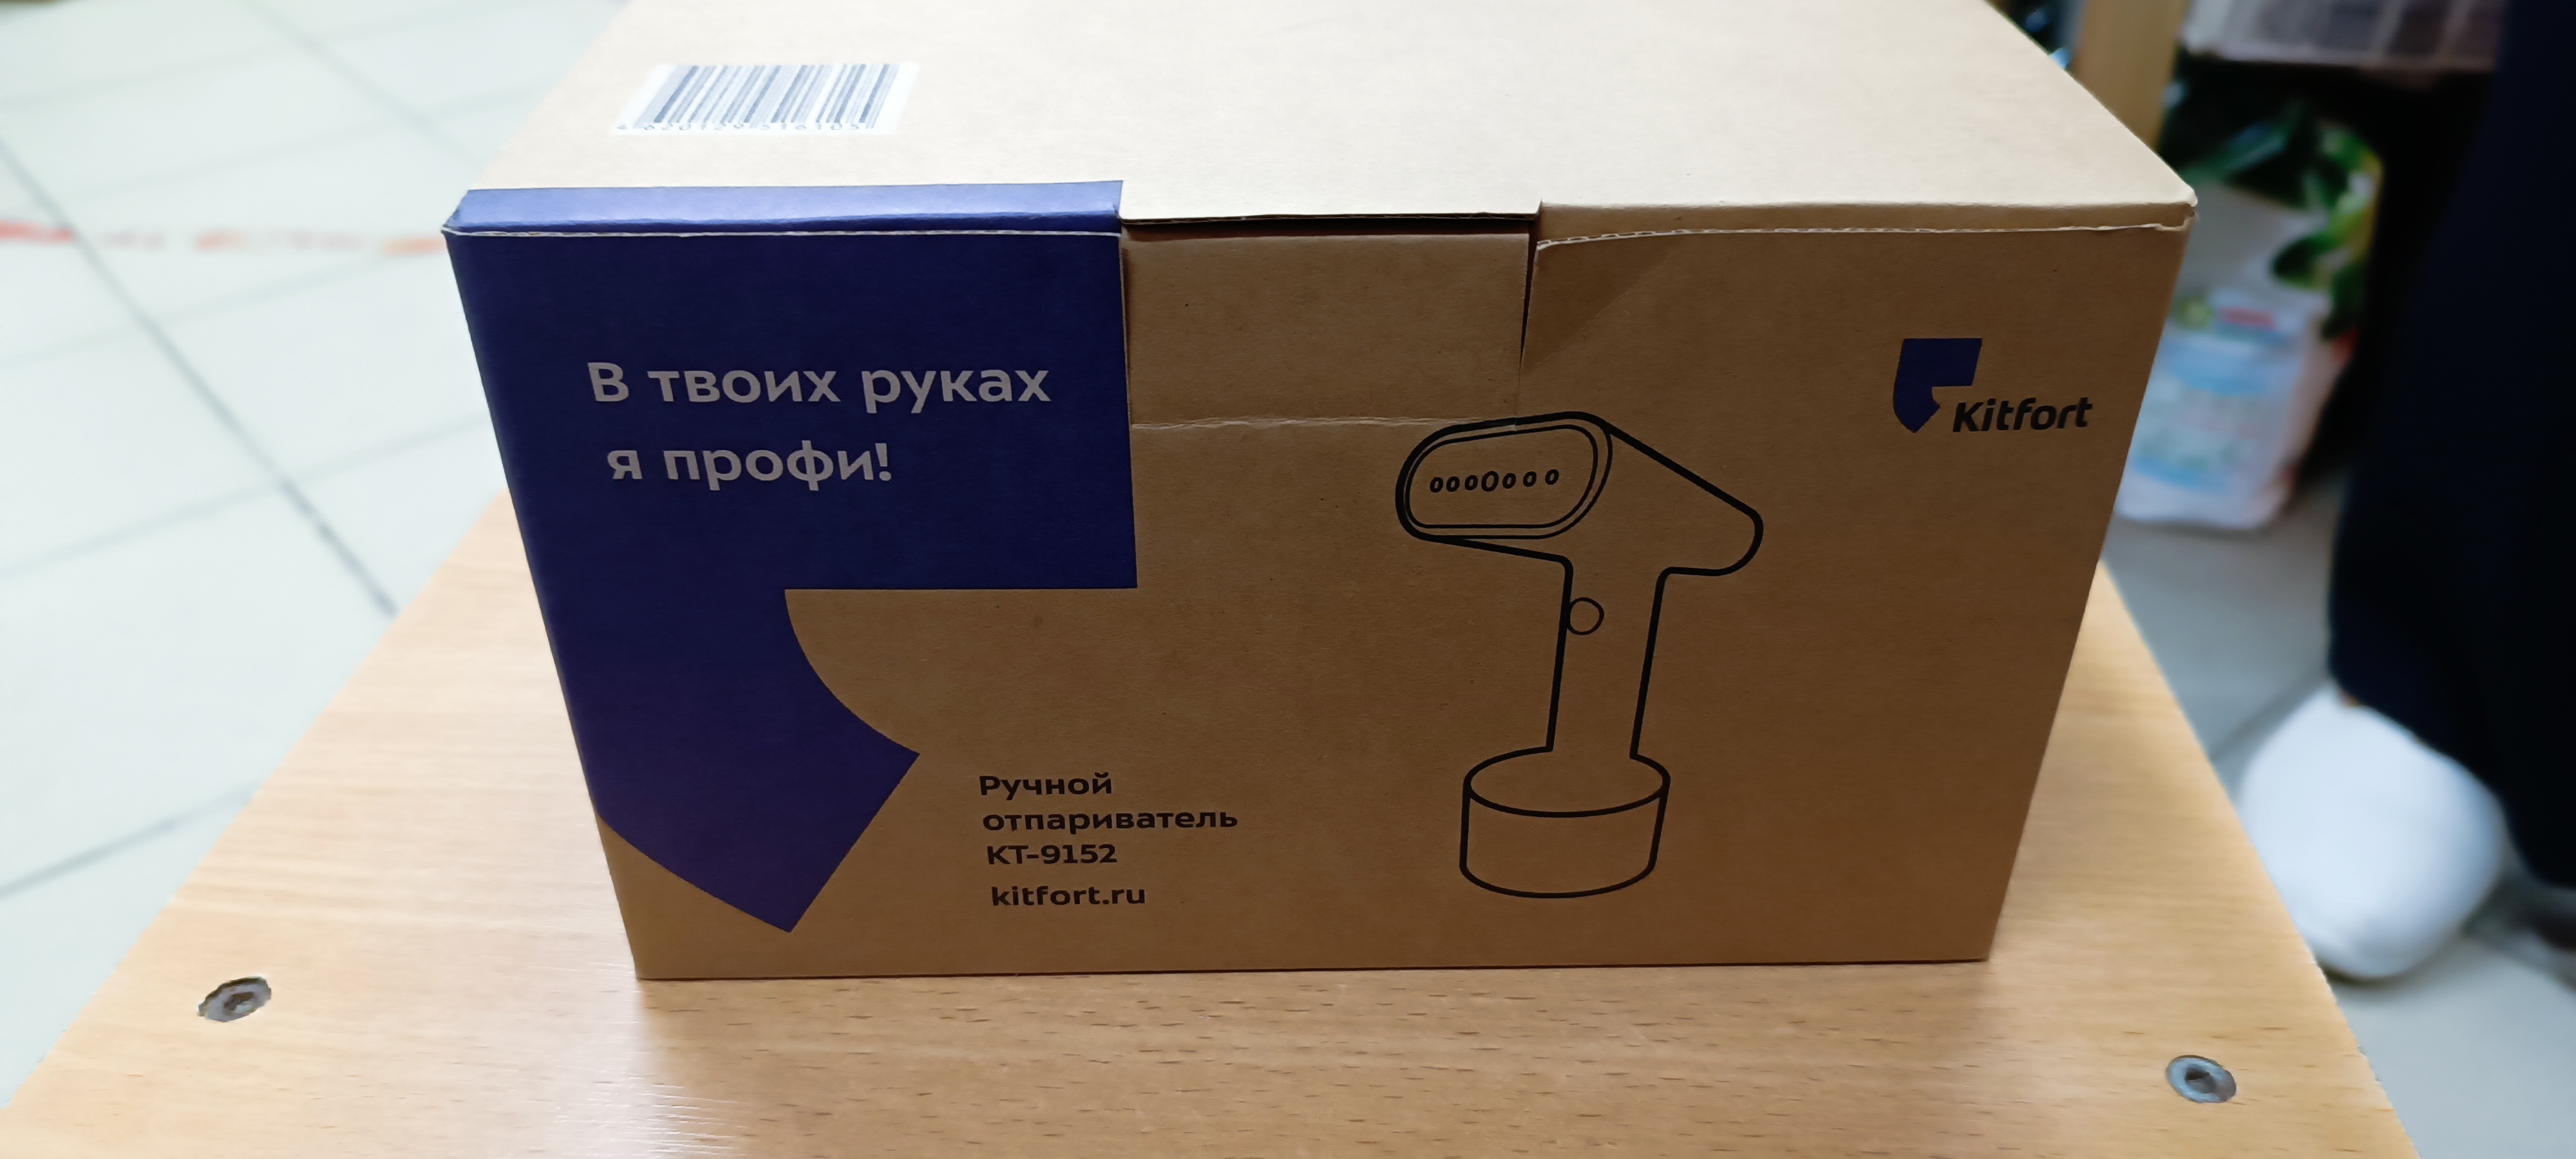 В твоих руках
я профи!
Kitfort
Ручной
отпариватель
КТ-9152
kitfort.ru